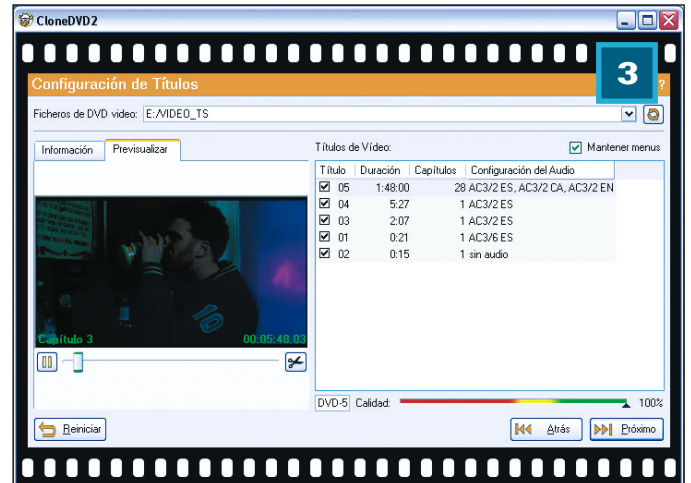 CloneDVD2
3
Configuración de Títulos
?
Ficheros de DVD video: E:/VIDEO_TS
Información Previsualizar
Títulos de Vídeo: Mantener menus
Título Duración Capítulos Configuración del Audio
05 1:48:00 28 AC3/2 ES, AC3/2 CA, AC3/2 EN
04 5:27 1 AC3/2 ES
03 2:07 1 AC3/2 ES
01 0:21 1 AC3/6 ES
02 0:15 1 sin audio
Capítulo 3 00:05:48.03
DVD-5 Calidad: 100%
Reiniciar Atrás Próximo